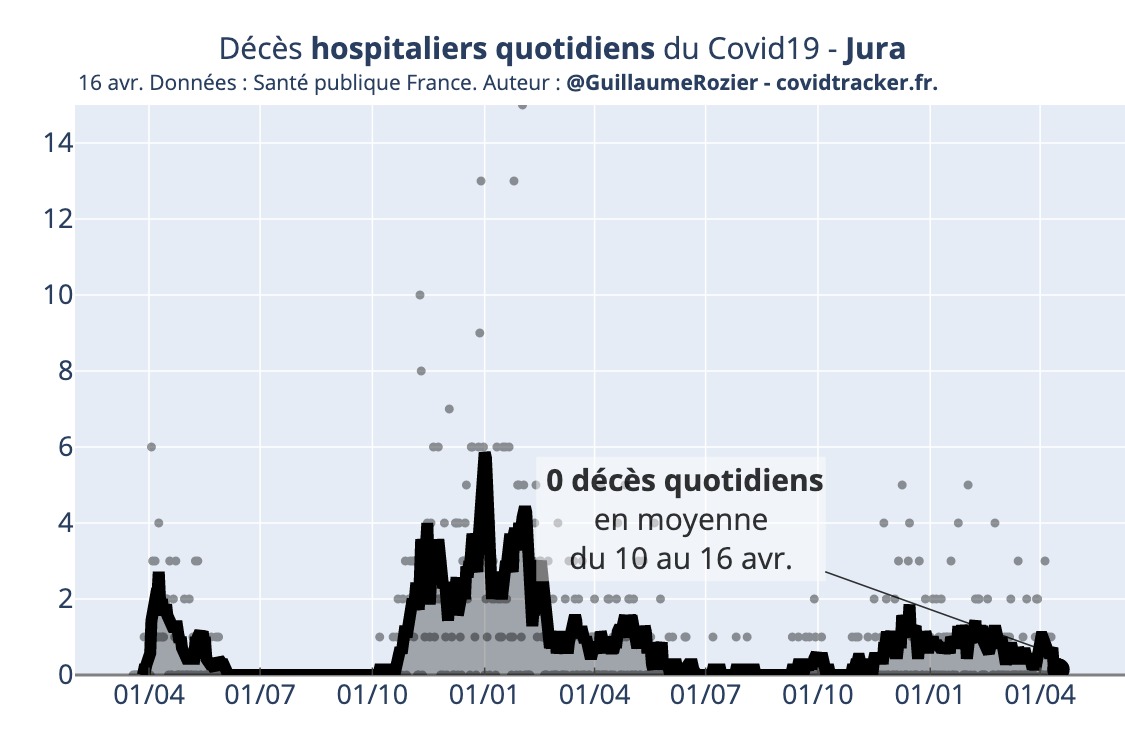 Décès hospitaliers quotidiens du Covid19 - Jura
16 avr. Données : Santé publique France. Auteur : @GuillaumeRozier - covidtracker.fr.
14
12
10
8
6
4
2
0
0 décès quotidiens
en moyenne
du 10 au 16 avr.
01/04 01/07 01/10 01/01 01/04 01/07 01/10 01/01 01/04